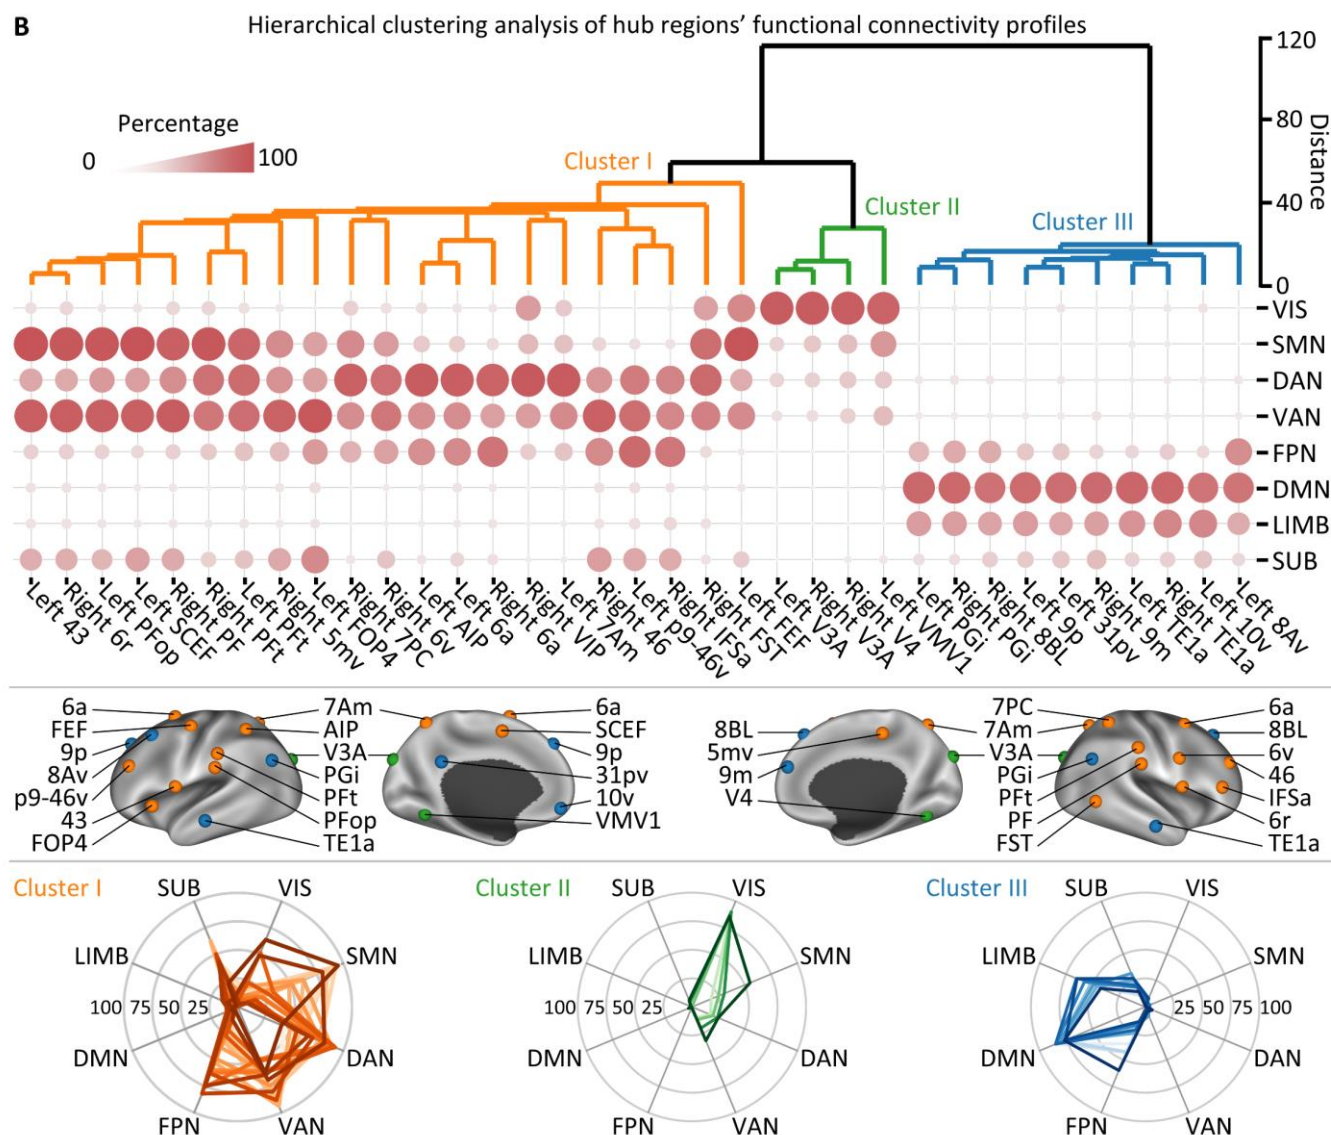 B
Hierarchical clustering analysis of hub regions’ functional connectivity profiles
Percentage
0
100
Cluster I
Cluster II
Cluster III
120
80
40
0
Distance
VIS
SMN
DAN
VAN
FPN
DMN
LIMB
SUB
Left 43
Right 6r
Left PFop
Left SCEF
Right PF
Right PFt
Left PFt
Right 5mv
Left FOP4
Right 7PC
Right 6v
Left AIP
Left 6a
Right 6a
Right VIP
Left 7Am
Right 46
Left p9-46v
Right IFSa
Right FST
Left FEF
Left V3A
Right V3A
Right V4
Left VMV1
Left PGi
Right PGi
Right 8BL
Left 9p
Left 31pv
Right 9m
Left TE1a
Right TE1a
Left 10v
Left 8Av
6a
FEF
9p
8Av
p9-46v
43
FOP4
7Am
AIP
V3A
PGi
PFt
PFop
TE1a
6a
SCEF
9p
31pv
10v
VMV1
8BL
5mv
9m
V4
7PC
7Am
V3A
PGi
PFt
PF
FST
6a
8BL
6v
46
IFSa
6r
TE1a
Cluster I
SUB
VIS
LIMB
SMN
100 75 50 25
DMN
DAN
FPN
VAN
Cluster II
SUB
VIS
LIMB
SMN
100 75 50 25
DMN
DAN
FPN
VAN
Cluster III
SUB
VIS
LIMB
SMN
25 50 75 100
DMN
DAN
FPN
VAN